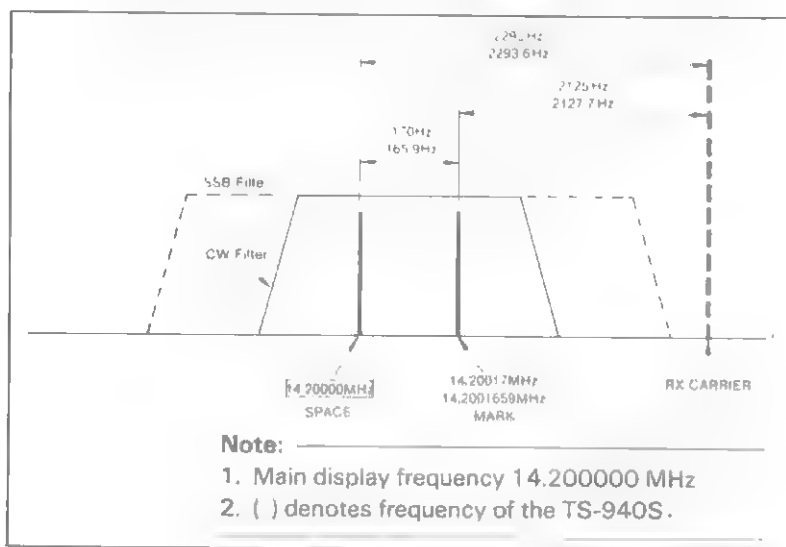 2293.6Hz
2125Hz
2127.7Hz
170Hz
165.9Hz
SSB Filte
CW Filter
14.20000MHz
SPACE
14.20017MHz
14.2001659MHz
MARK
RX CARRIER
Note:
1. Main display frequency 14.200000 MHz
2. ( ) denotes frequency of the TS-940S.